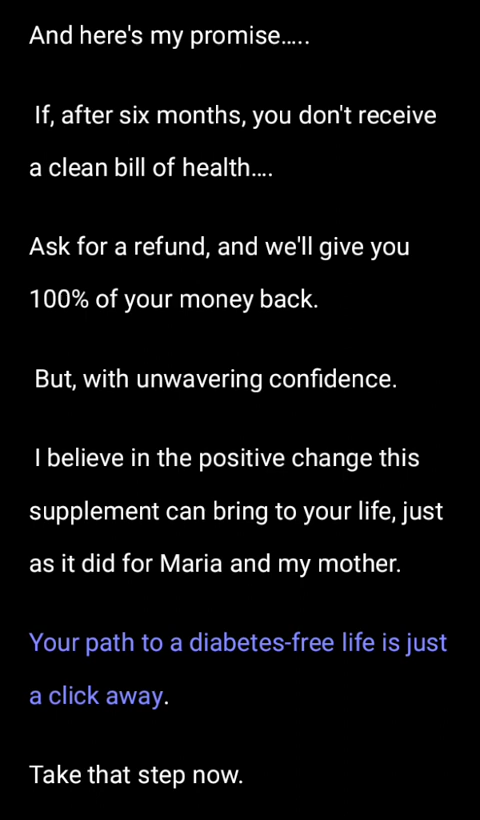 And here's my promise…..
If, after six months, you don't receive
a clean bill of health….
Ask for a refund, and we'll give you
100% of your money back.
But, with unwavering confidence.
I believe in the positive change this
supplement can bring to your life, just
as it did for Maria and my mother.
Your path to a diabetes-free life is just
a click away.
Take that step now.